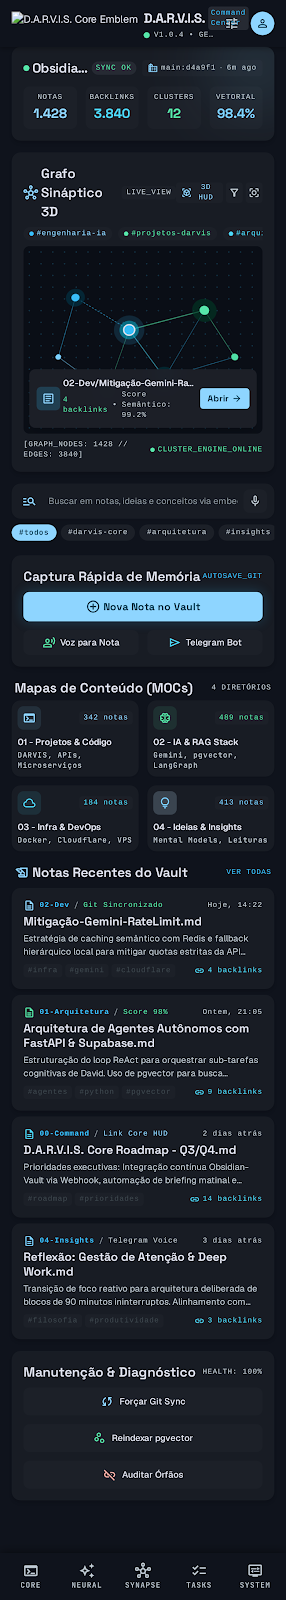 D.A.R.V.I.S. Core Emblem
D.A.R.V.I.S.
Command
V1.0.4 • GE…
Obsidia…
SYNC OK
main:d4a9f1 · 6m ago
NOTAS
BACKLINKS
CLUSTERS
VETORIAL
1.428
3.840
12
98.4%
Grafo
Sináptico
3D
LIVE_VIEW
3D
HUD
#engenharia-ia
#projetos-darvis
#arqui
02-Dev/Mitigação-Gemini-Ra…
4
backlinks
•
Score
Semântico:
99.2%
Abrir →
[GRAPH_NODES: 1428 //
EDGES: 3840]
CLUSTER_ENGINE_ONLINE
Buscar em notas, ideias e conceitos via embe
#todos
#darvis-core
#arquitetura
#insights
Captura Rápida de Memória
AUTOSAVE_GIT
Nova Nota no Vault
Voz para Nota
Telegram Bot
Mapas de Conteúdo (MOCs)
4 DIRETÓRIOS
342 notas
01 - Projetos & Código
DARVIS, APIs,
Microserviços
489 notas
02 - IA & RAG Stack
Gemini, pgvector,
LangGraph
184 notas
03 - Infra & DevOps
Docker, Cloudflare, VPS
413 notas
04 - Ideias & Insights
Mental Models, Leituras
Notas Recentes do Vault
VER TODAS
02-Dev / Git Sincronizado
Hoje, 14:22
Mitigação-Gemini-RateLimit.md
Estratégia de caching semântico com Redis e fallback
hierárquico local para mitigar quotas estritas da API…
#infra
#gemini
#cloudflare
4 backlinks
01-Arquitetura / Score 98%
Ontem, 21:05
Arquitetura de Agentes Autônomos com
FastAPI & Supabase.md
Estruturação do loop ReAct para orquestrar sub-tarefas
cognitivas de David. Uso de pgvector para busca…
#agentes
#python
#pgvector
9 backlinks
00-Command / Link Core HUD
2 dias atrás
D.A.R.V.I.S. Core Roadmap - Q3/Q4.md
Prioridades executivas: Integração contínua Obsidian-
Vault via Webhook, automação de briefing matinal e…
#roadmap
#prioridades
14 backlinks
04-Insights / Telegram Voice
3 dias atrás
Reflexão: Gestão de Atenção & Deep
Work.md
Transição de foco reativo para arquitetura deliberada de
blocos de 90 minutos ininterruptos. Alinhamento com…
#filosofia
#produtividade
3 backlinks
Manutenção & Diagnóstico
HEALTH: 100%
Forçar Git Sync
Reindexar pgvector
Auditar Órfãos
CORE
NEURAL
SYNAPSE
TASKS
SYSTEM